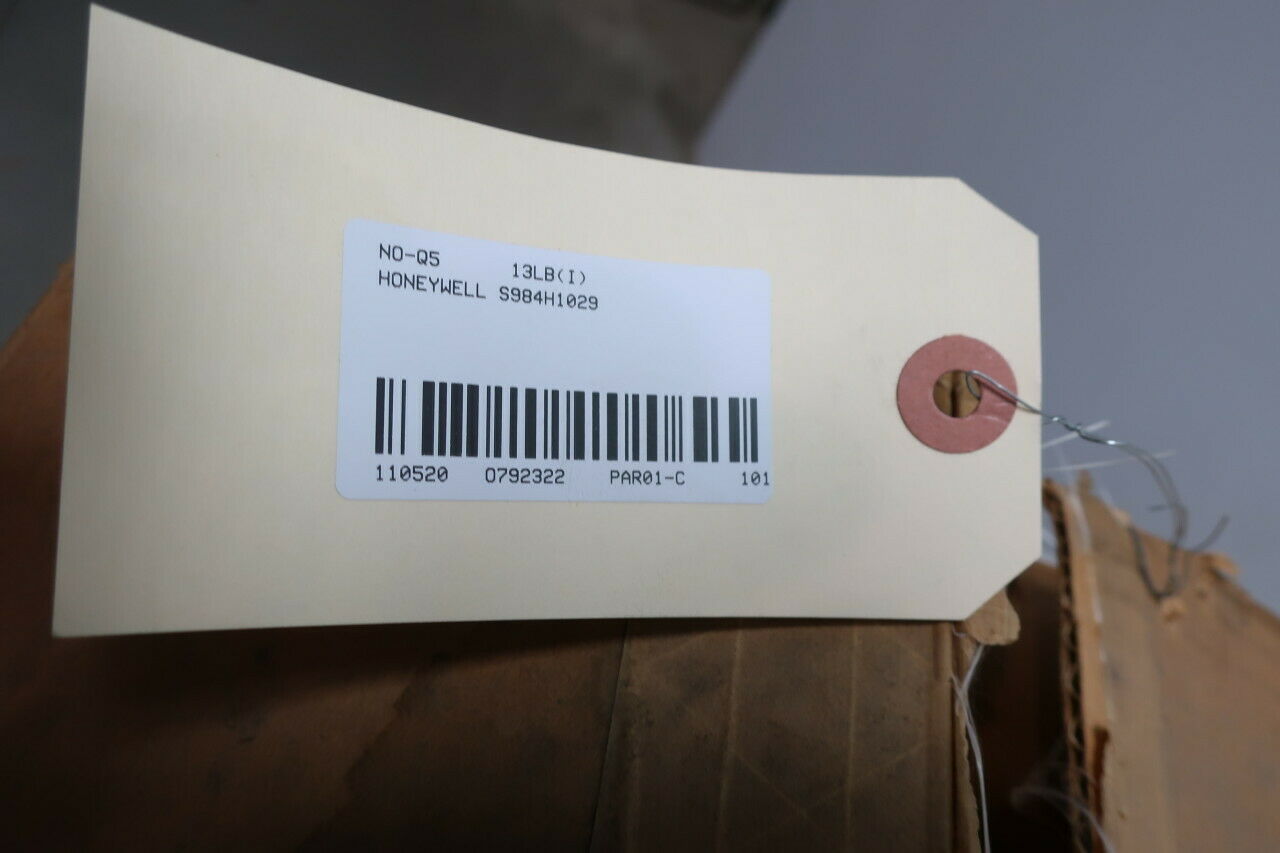 NO-Q5 13LB(I)
HONEYWELL S984H1029
110520 0792322 PAR01-C 101